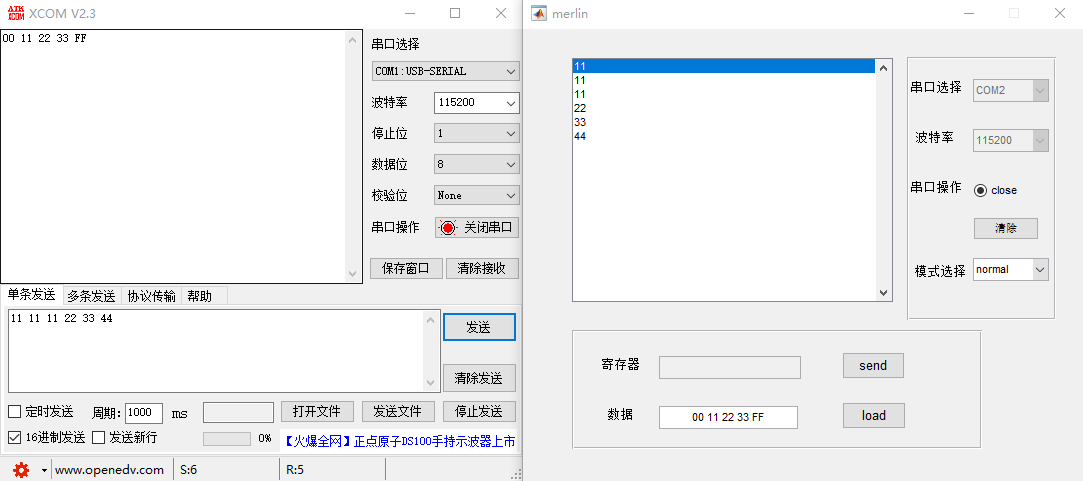 ATK XCOM XCOM V2.3
00 11 22 33 FF
串口选择
COM1:USB-SERIAL
波特率 115200
停止位 1
数据位 8
校验位 None
串口操作 关闭串口
保存窗口 清除接收
单条发送 多条发送 协议传输 帮助
11 11 11 22 33 44
发送
清除发送
定时发送 周期: 1000 ms 打开文件 发送文件 停止发送
16进制发送 发送新行 0% 【火爆全网】正点原子DS100手持示波器上市
www.openedv.com S:6 R:5
merlin
11
11
11
22
33
44
串口选择 COM2
波特率 115200
串口操作 close
清除
模式选择 normal
寄存器 send
数据 00 11 22 33 FF load